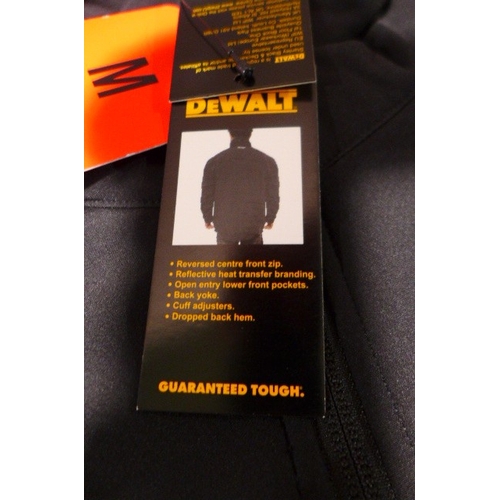 M
DEWALT
DEWALT
• Reversed centre front zip.
• Reflective heat transfer branding.
• Open entry lower front pockets.
• Back yoke.
• Cuff adjusters.
• Dropped back hem.
GUARANTEED TOUGH.